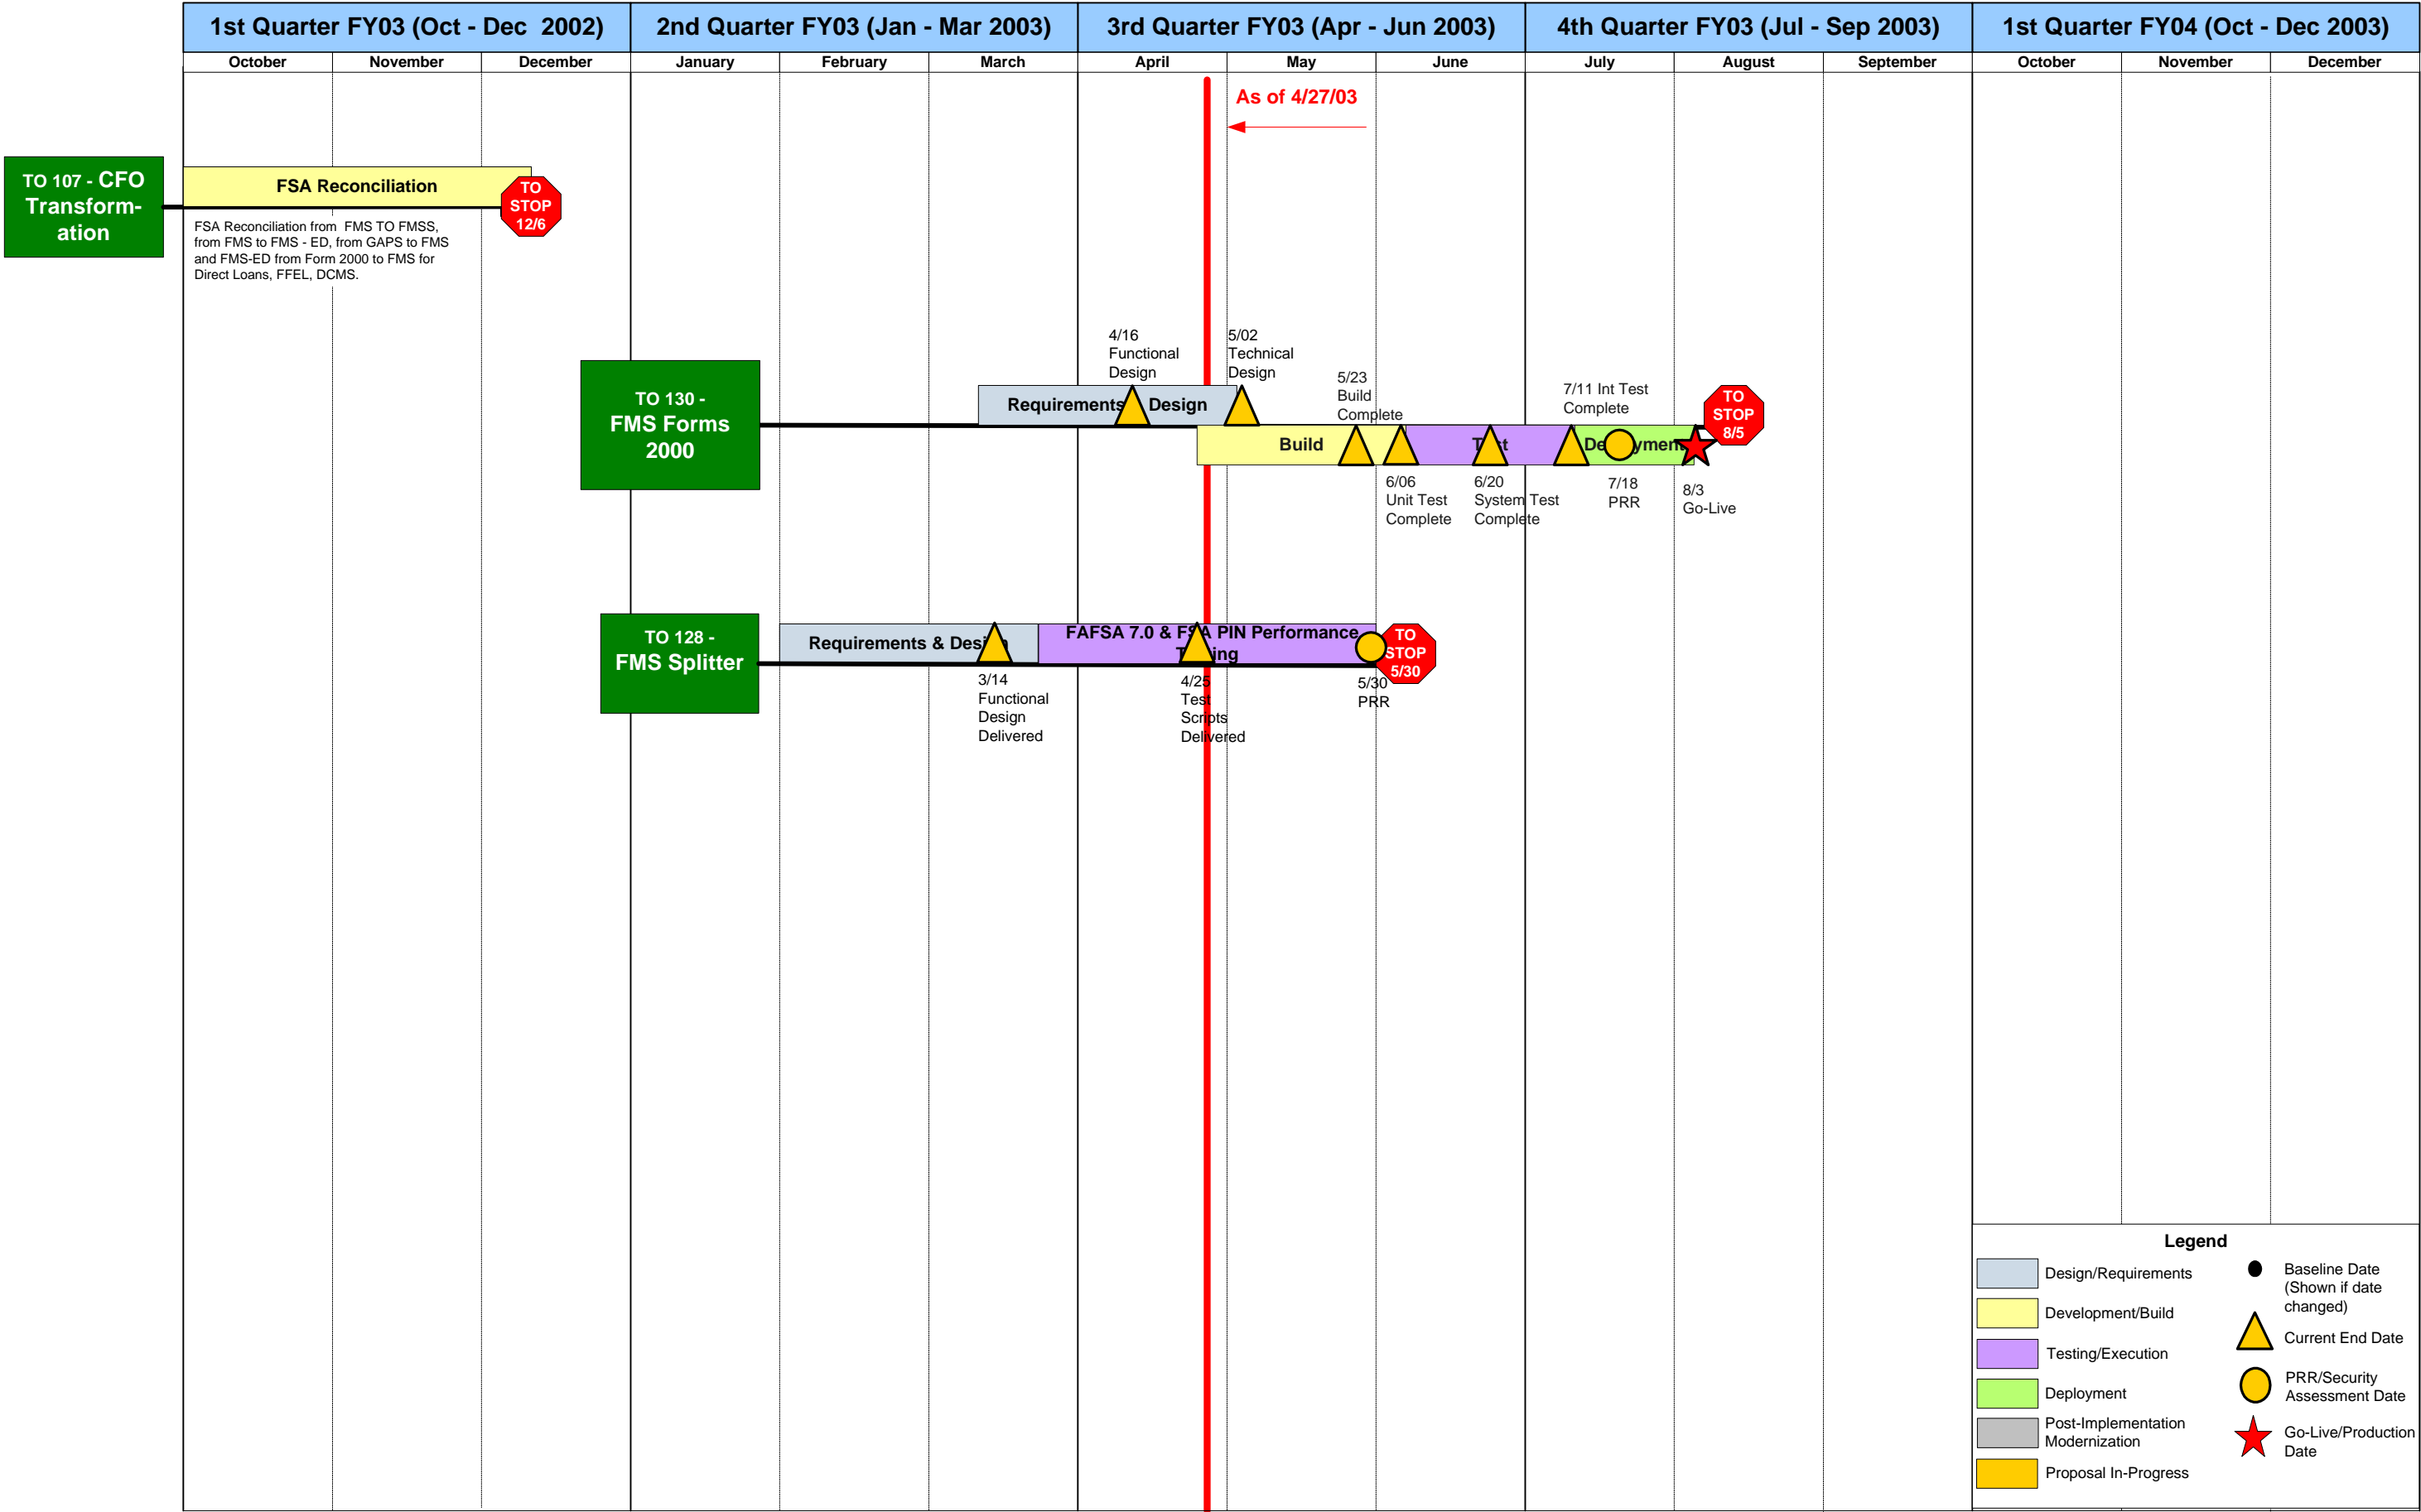 1st Quarter FY03 (Oct - Dec  2002)
2nd Quarter FY03 (Jan - Mar 2003)
3rd Quarter FY03 (Apr - Jun 2003)
4th Quarter FY03 (Jul - Sep 2003)
1st Quarter FY04 (Oct - Dec 2003)
October
November
December
January
February
March
April
May
June
July
August
September
October
November
December
As of 4/27/03
TO 107 - CFO
Transform-
ation
FSA Reconciliation
TO
STOP
12/6
FSA Reconciliation from  FMS TO FMSS,
from FMS to FMS - ED, from GAPS to FMS
and FMS-ED from Form 2000 to FMS for
Direct Loans, FFEL, DCMS.
TO 130 -
FMS Forms
2000
4/16
Functional
Design
5/02
Technical
Design
Requirements Design
5/23
Build
Complete
7/11 Int Test
Complete
TO
STOP
8/5
Build
6/06
Unit Test
Complete
6/20
System Test
Complete
7/18
PRR
8/3
Go-Live
TO 128 -
FMS Splitter
Requirements &
FAFSA 7.0 & FSA PIN Performance
TO
STOP
5/30
3/14
Functional
Design
Delivered
4/25
Test
Scripts
Delivered
5/30
PRR
Legend
Design/Requirements
Development/Build
Testing/Execution
Deployment
Post-Implementation
Modernization
Proposal In-Progress
Baseline Date
(Shown if date
changed)
Current End Date
PRR/Security
Assessment Date
Go-Live/Production
Date